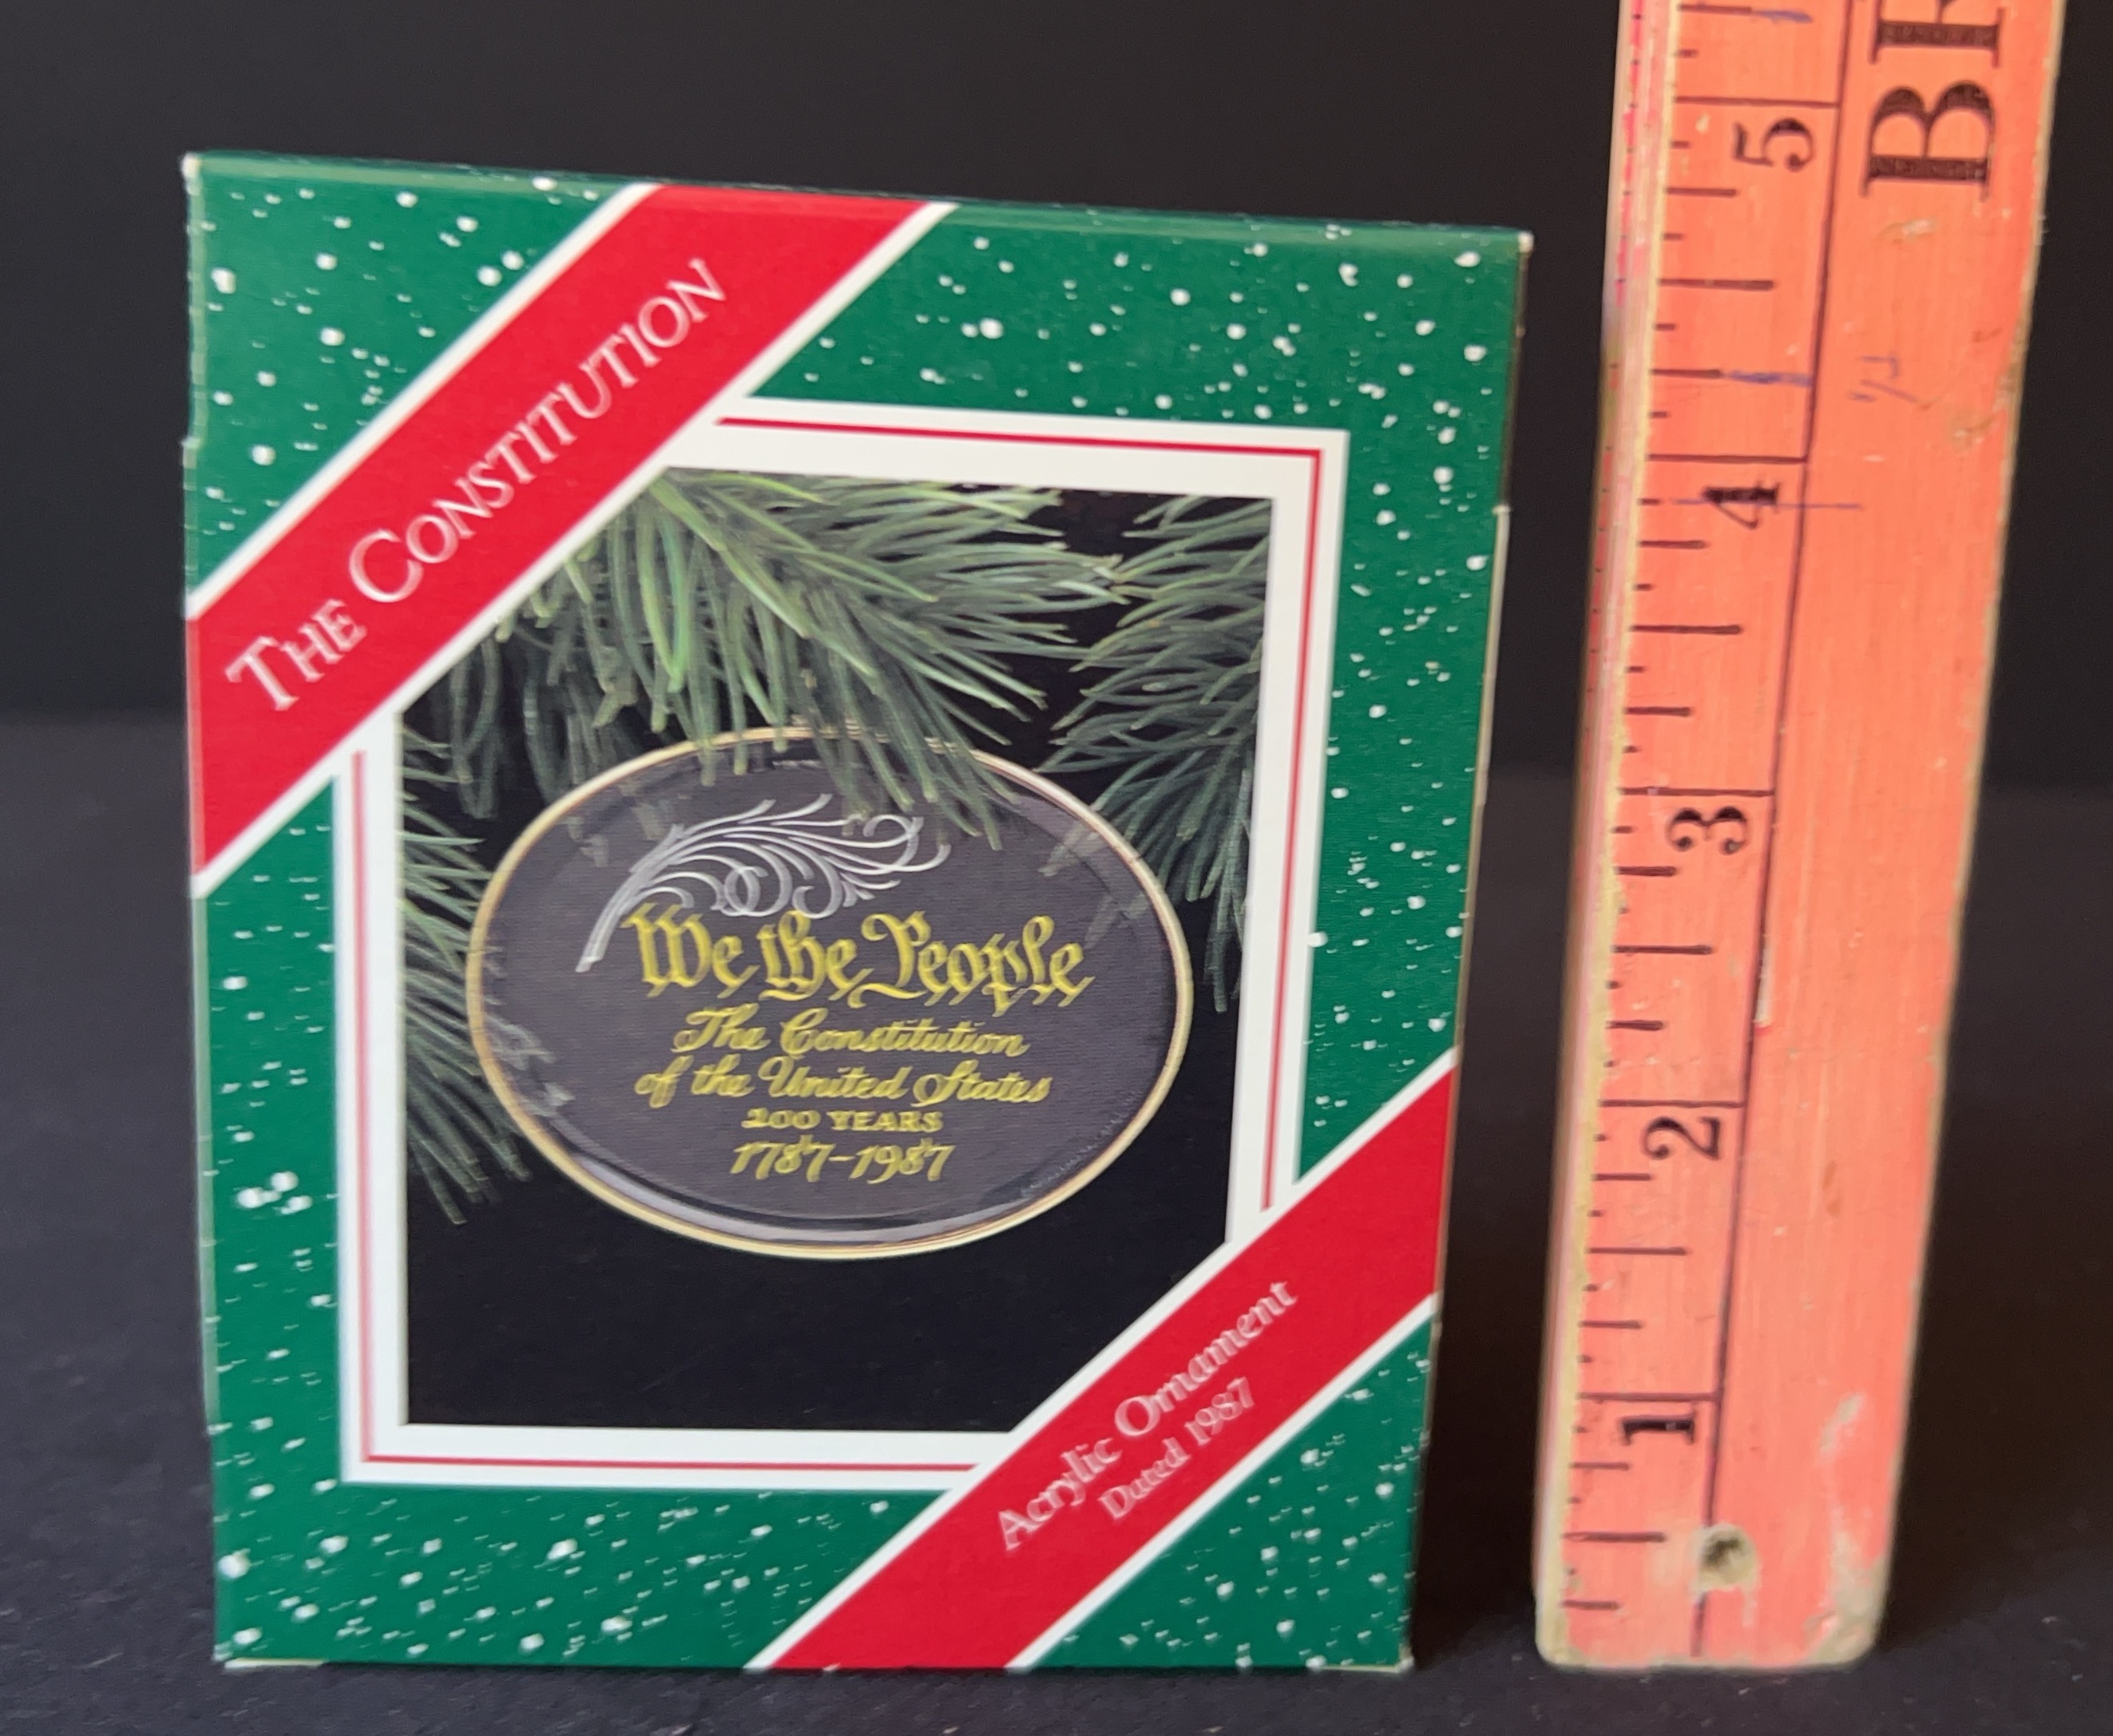 THE CONSTITUTION
We the People
The Constitution
of the United States
200 YEARS
1787-1987
Acrylic Ornament
Dated 1987
5
4
3
2
1